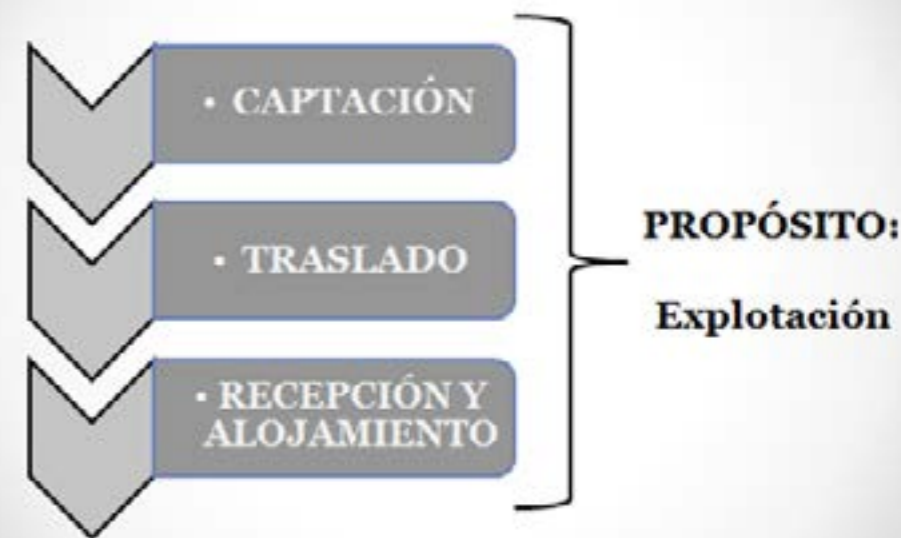 • CAPTACIÓN
• TRASLADO
• RECEPCIÓN Y
ALOJAMIENTO
PROPÓSITO:
Explotación